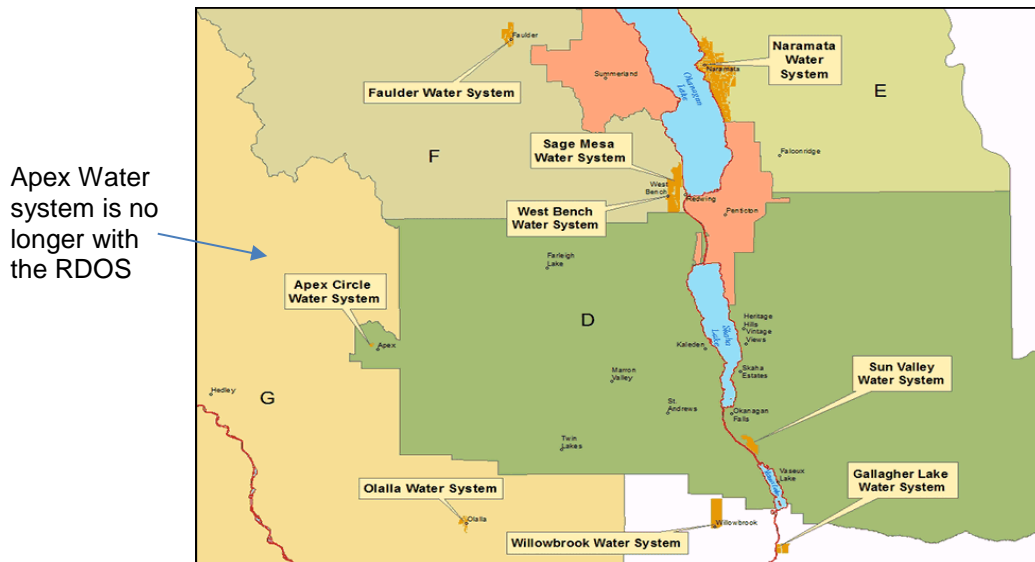 Apex Water
system is no
longer with
the RDOS
Faulder
Faulder Water System
Summerland
Okanagan
Lake
Naramata
Naramata
Water
System
E
F
Falconridge
Sage Mesa
Water System
West
Bench
Redwing
West Bench
Water System
Penticton
Farleigh
Lake
Apex Circle
Water System
Apex
D
Skaha
Lake
Heritage
Hills
Vintage
Views
Kaleden
Skaha
Estates
Marron
Valley
Sun Valley
Water System
Hedley
G
St.
Andrews
Okanagan
Falls
Twin
Lakes
Vaseux
Lake
Gallagher Lake
Water System
Olalla Water System
Olalla
Willowbrook
Willowbrook Water System